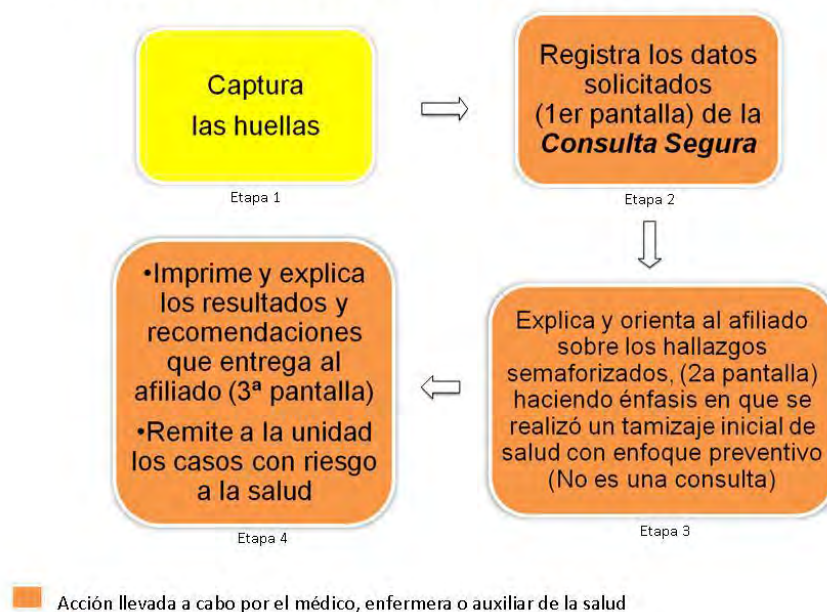 Captura
las huellas
Etapa 1
Registra los datos
solicitados
(1er pantalla) de la
Consulta Segura
Etapa 2
Explica y orienta al afiliado
sobre los hallazgos
semaforizados, (2a pantalla)
haciendo énfasis en que se
realizó un tamizaje inicial de
salud con enfoque preventivo
(No es una consulta)
Etapa 3
•Imprime y explica
los resultados y
recomendaciones
que entrega al
afiliado (3ª pantalla)
•Remite a la unidad
los casos con riesgo
a la salud
Etapa 4
Acción llevada a cabo por el médico, enfermera o auxiliar de la salud